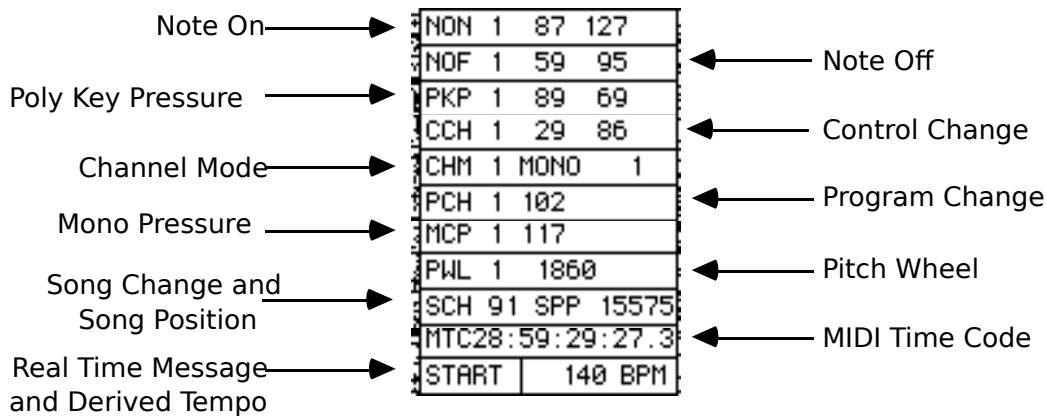 Note On
NON 1 87 127
NOF 1 59 95
Note Off
Poly Key Pressure
PKP 1 89 69
CCH 1 29 86
Control Change
Channel Mode
CHM 1 MONO 1
PCH 1 102
Program Change
Mono Pressure
MCP 1 117
PWL 1 1860
Pitch Wheel
Song Change and
Song Position
SCH 91 SPP 15575
MTC28:59:29:27.3
MIDI Time Code
Real Time Message
and Derived Tempo
START 140 BPM